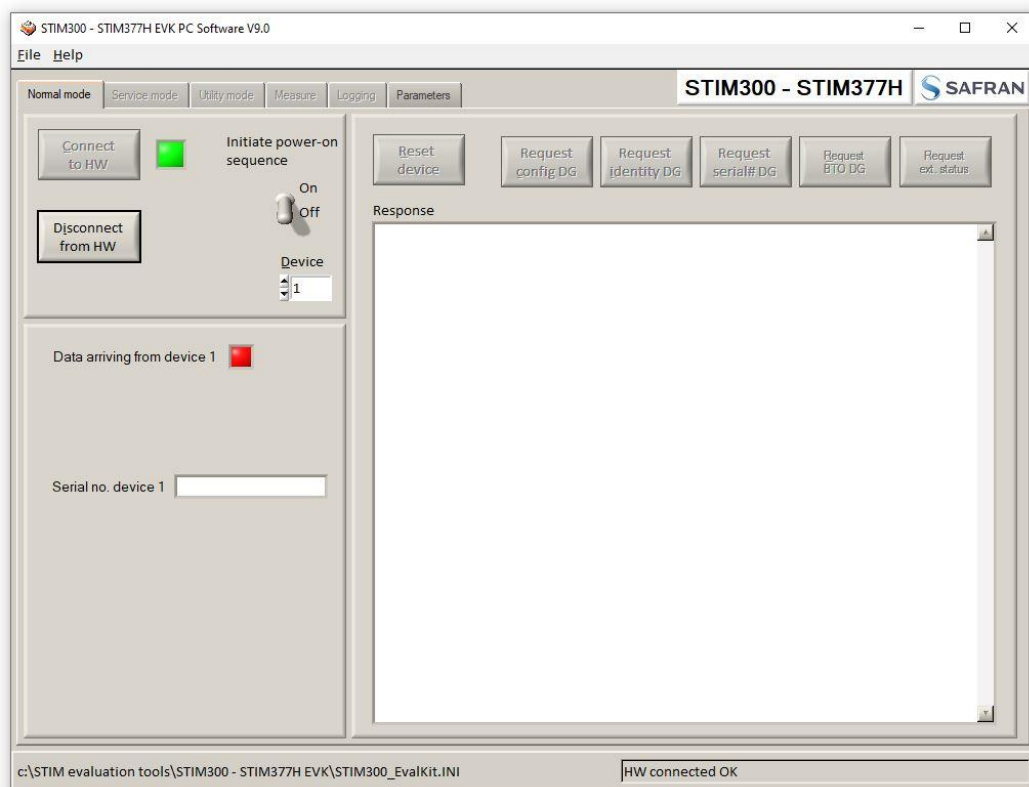 STIM300 - STIM377H EVK PC Software V9.0
File Help
Normal mode
Service mode
Utility mode
Measure
Logging
Parameters
STIM300 - STIM377H
SAFRAN
Connect
to HW
Initiate power-on
sequence
On
Off
Disconnect
from HW
Device
1
Reset
device
Request
config DG
Request
identity DG
Request
serial# DG
Request
BTO DG
Request
ext. status
Response
Data arriving from device 1
Serial no. device 1
c:\STIM evaluation tools\STIM300 - STIM377H EVK\STIM300_EvalKit.INI
HW connected OK